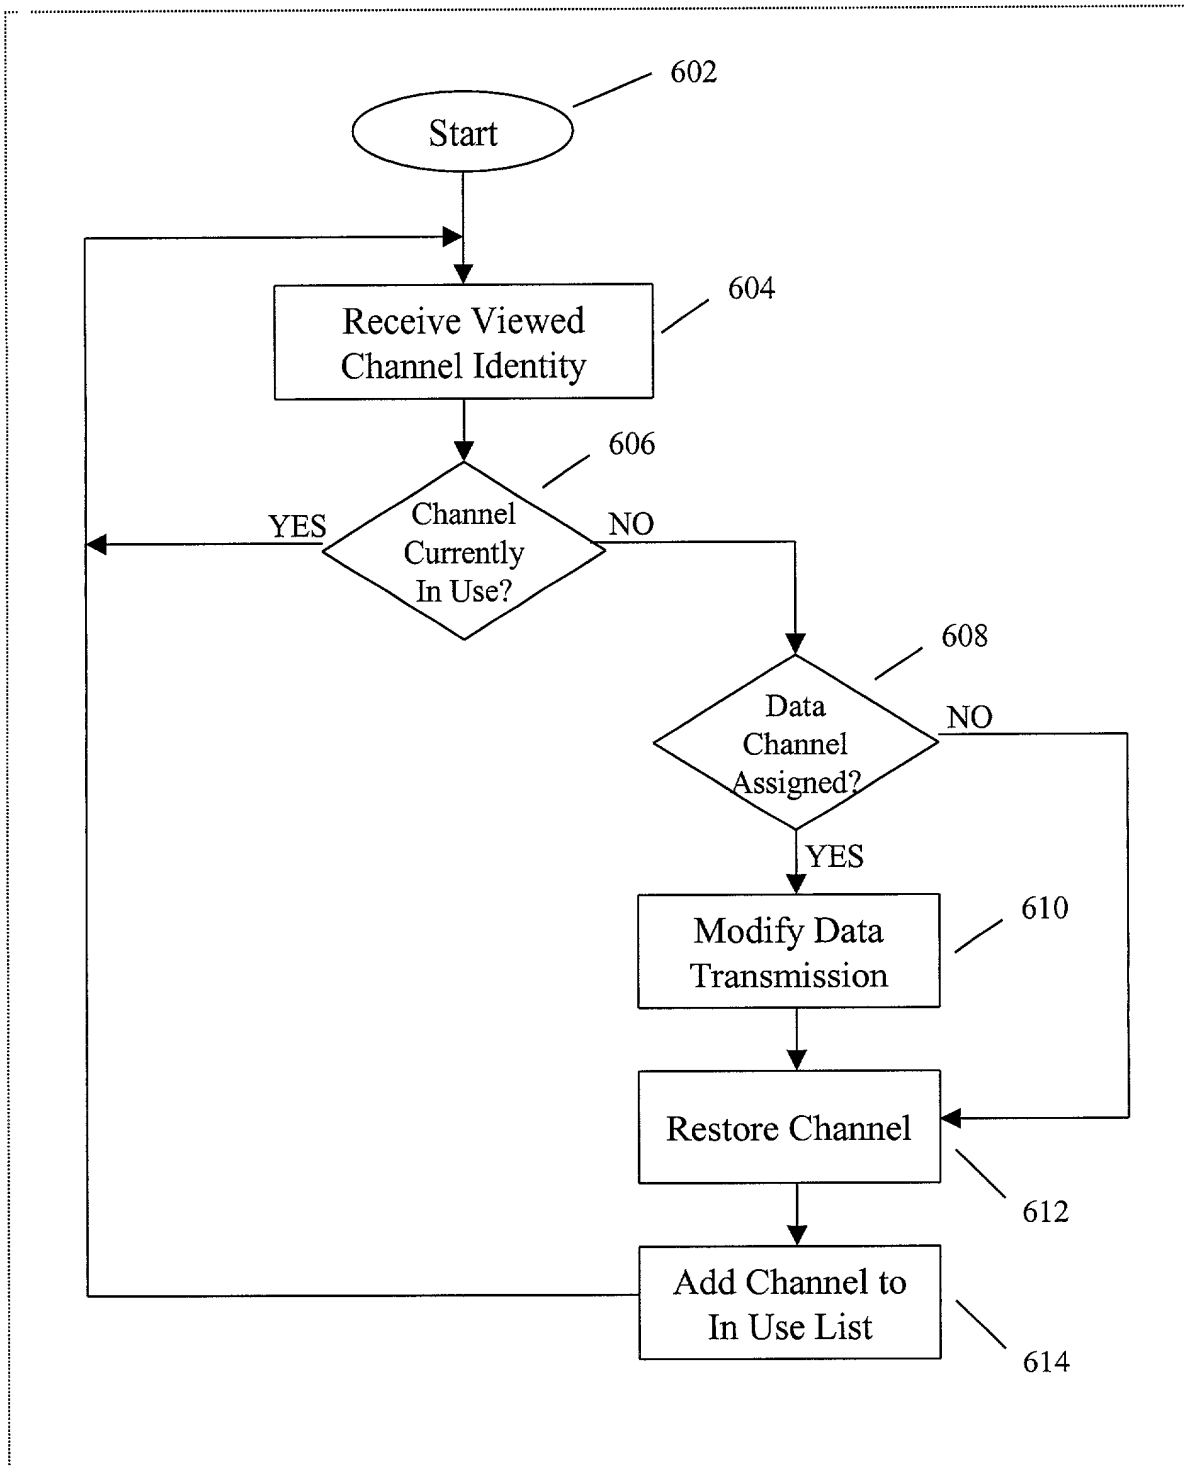 602
Start
604
Receive Viewed
Channel Identity
606
YES
Channel
Currently
In Use?
NO
608
Data
Channel
Assigned?
NO
YES
610
Modify Data
Transmission
Restore Channel
612
Add Channel to
In Use List
614